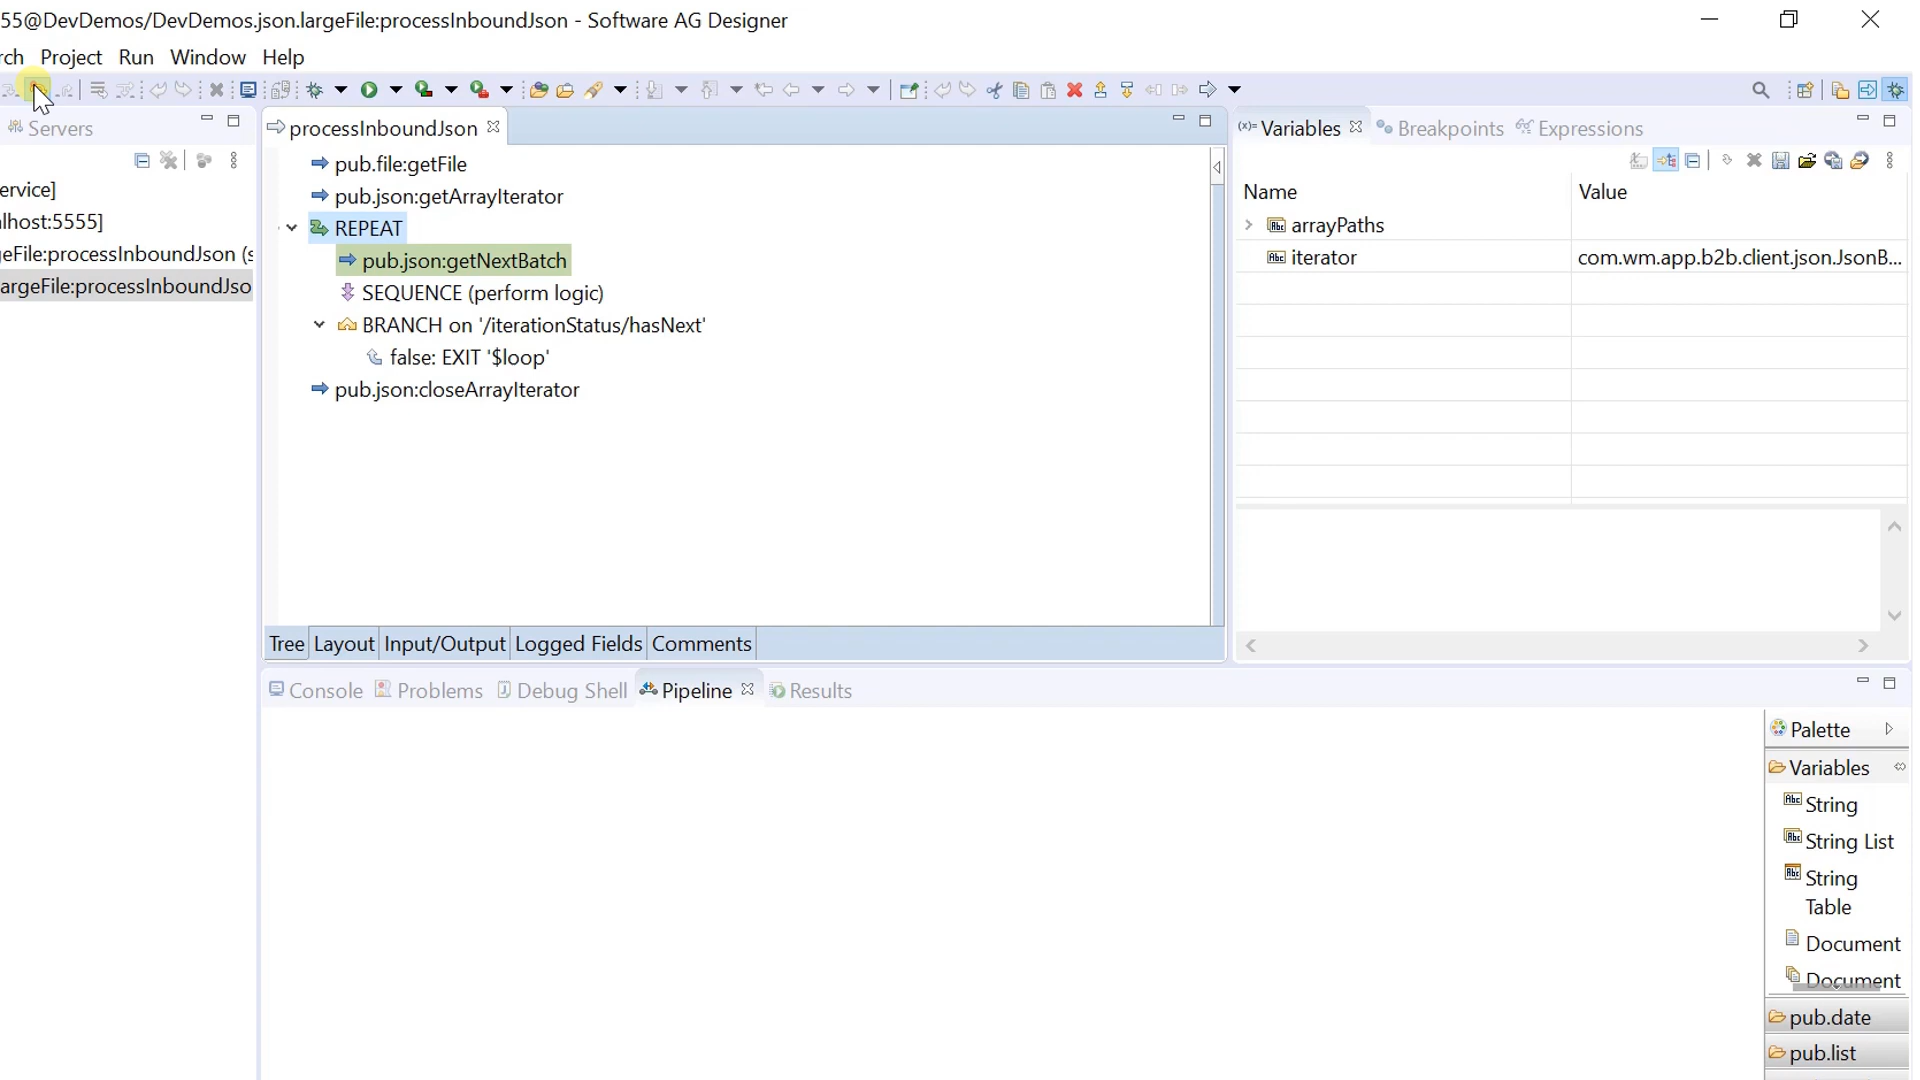 55@DevDemos/DevDemos.json.largeFile:processInboundJson - Software AG Designer
rch Project Run Window Help
Servers
processInboundJson
Variables Breakpoints Expressions
ervice]
lhost:5555]
eFile:processInboundJson (s
argeFile:processInboundJso
pub.file:getFile
pub.json:getArrayIterator
REPEAT
pub.json:getNextBatch
SEQUENCE (perform logic)
BRANCH on '/iterationStatus/hasNext'
false: EXIT '$loop'
pub.json:closeArrayIterator
Name Value
arrayPaths
iterator com.wm.app.b2b.client.json.JsonB...
Tree Layout Input/Output Logged Fields Comments
Console Problems Debug Shell Pipeline Results
Palette
Variables
String
String List
String
Table
Document
Document
pub.date
pub.list